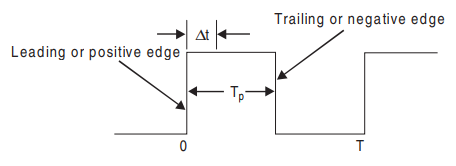 Trailing or negative edge
Δt
Leading or positive edge
Tp
0
T